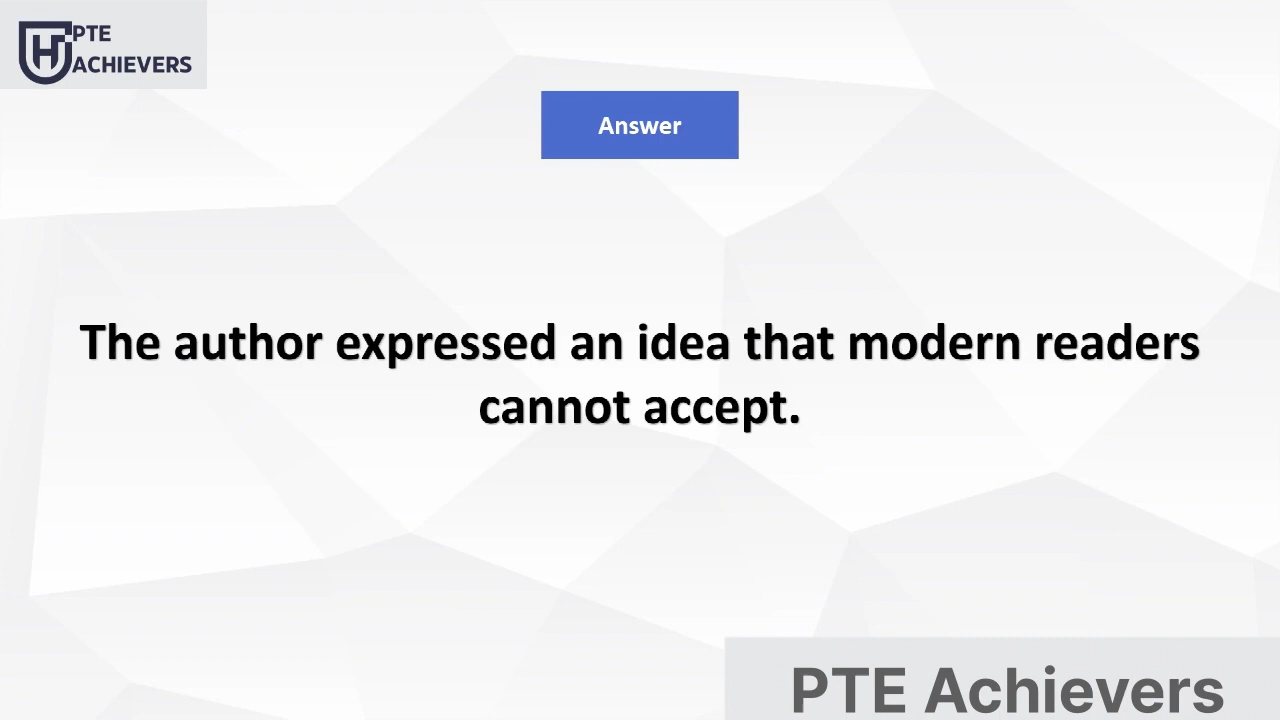 PTE
ACHIEVERS
Answer
The author expressed an idea that modern readers
cannot accept.
PTE Achievers